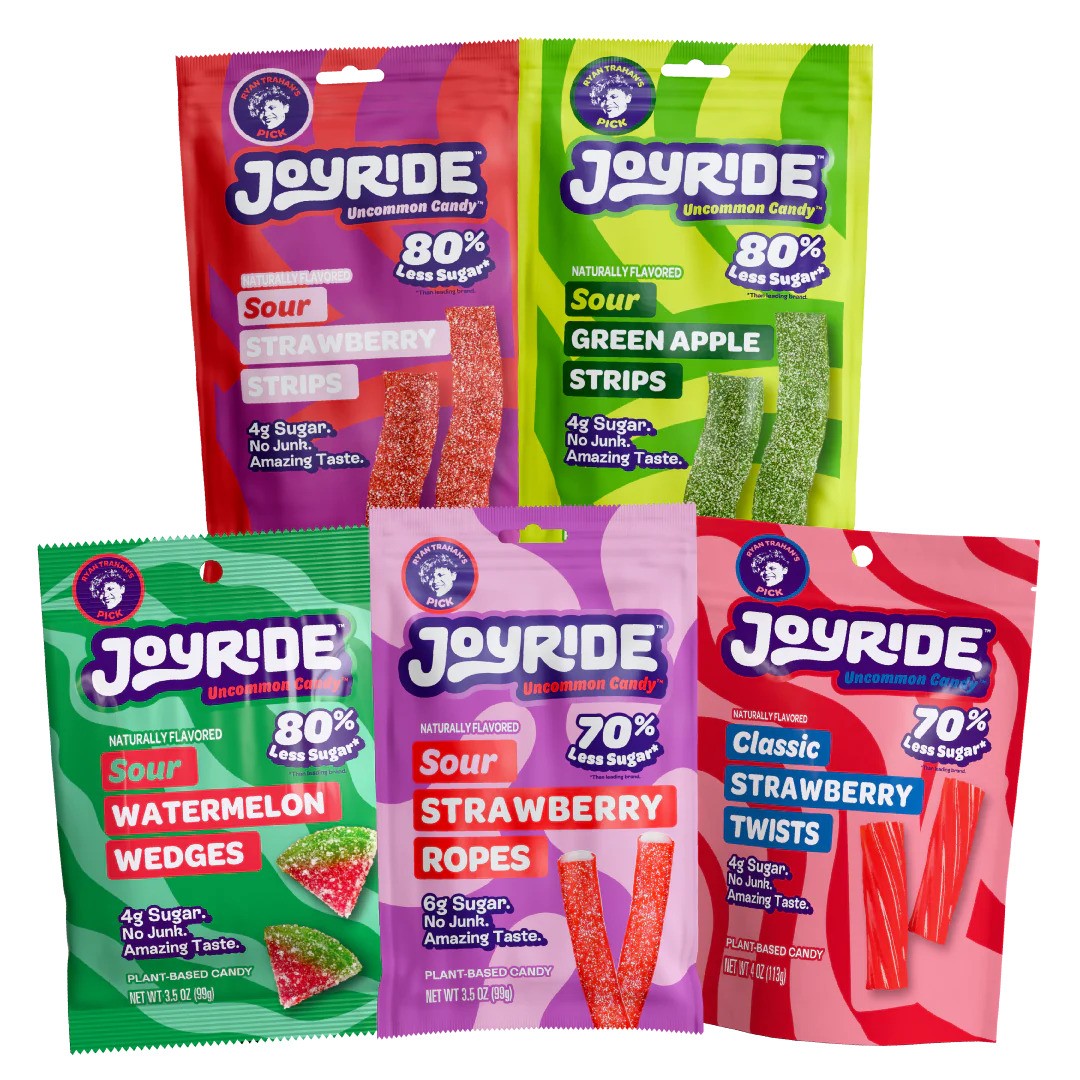 RYAN TRAHAN'S
PICK
JOYRIDE™
Uncommon Candy™
80%
Less Sugar*
*Than leading brand.
NATURALLY FLAVORED
Sour
STRAWBERRY
STRIPS
4g Sugar.
No Junk.
Amazing Taste.
RYAN TRAHAN'S
PICK
JOYRIDE™
Uncommon Candy™
80%
Less Sugar*
*Than leading brand.
NATURALLY FLAVORED
Sour
GREEN APPLE
STRIPS
4g Sugar.
No Junk.
Amazing Taste.
RYAN TRAHAN'S
PICK
JOYRIDE™
Uncommon Candy™
80%
Less Sugar*
*Than leading brand.
NATURALLY FLAVORED
Sour
WATERMELON
WEDGES
4g Sugar.
No Junk.
Amazing Taste.
PLANT-BASED CANDY
NET WT 3.5 OZ (99g)
RYAN TRAHAN'S
PICK
JOYRIDE™
Uncommon Candy™
70%
Less Sugar*
*Than leading brand.
NATURALLY FLAVORED
Sour
STRAWBERRY
ROPES
6g Sugar.
No Junk.
Amazing Taste.
PLANT-BASED CANDY
NET WT 3.5 OZ (99g)
RYAN TRAHAN'S
PICK
JOYRIDE™
Uncommon Candy™
70%
Less Sugar*
*Than leading brand.
NATURALLY FLAVORED
Classic
STRAWBERRY
TWISTS
4g Sugar.
No Junk.
Amazing Taste.
PLANT-BASED CANDY
NET WT 4 OZ (113g)